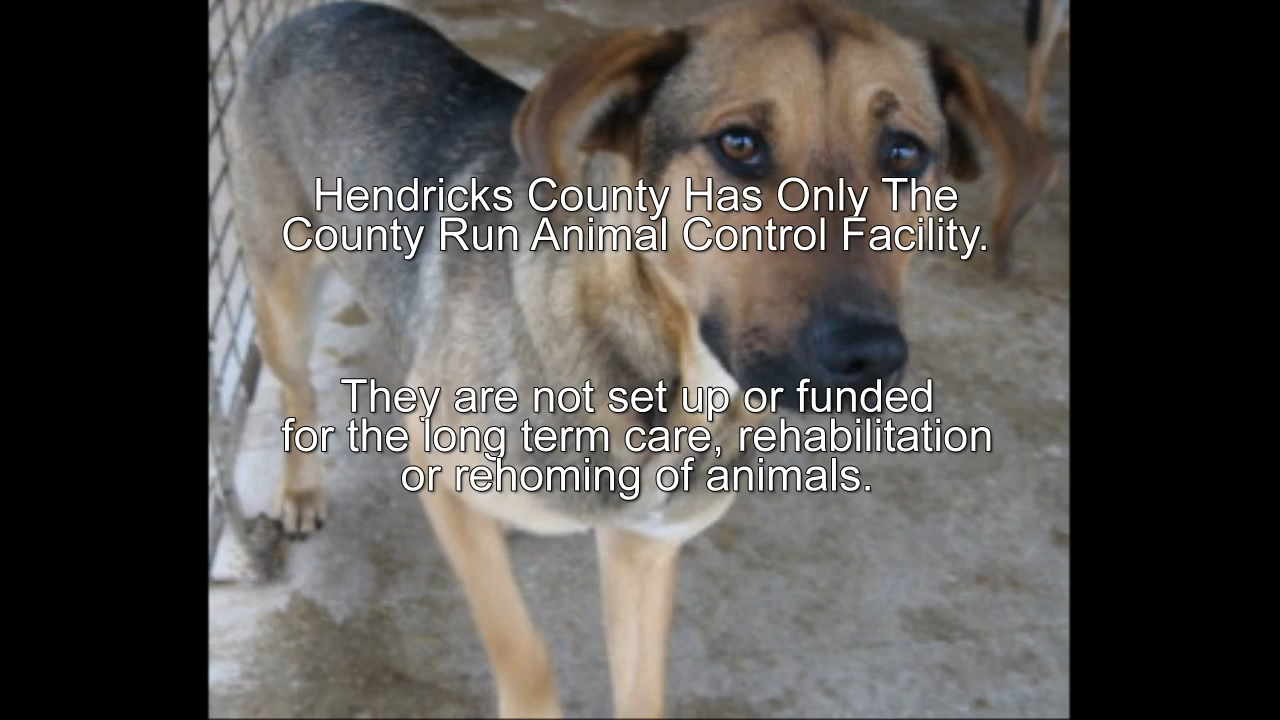 Hendricks County Has Only The
County Run Animal Control Facility.
They are not set up or funded
for the long term care, rehabilitation
or rehoming of animals.